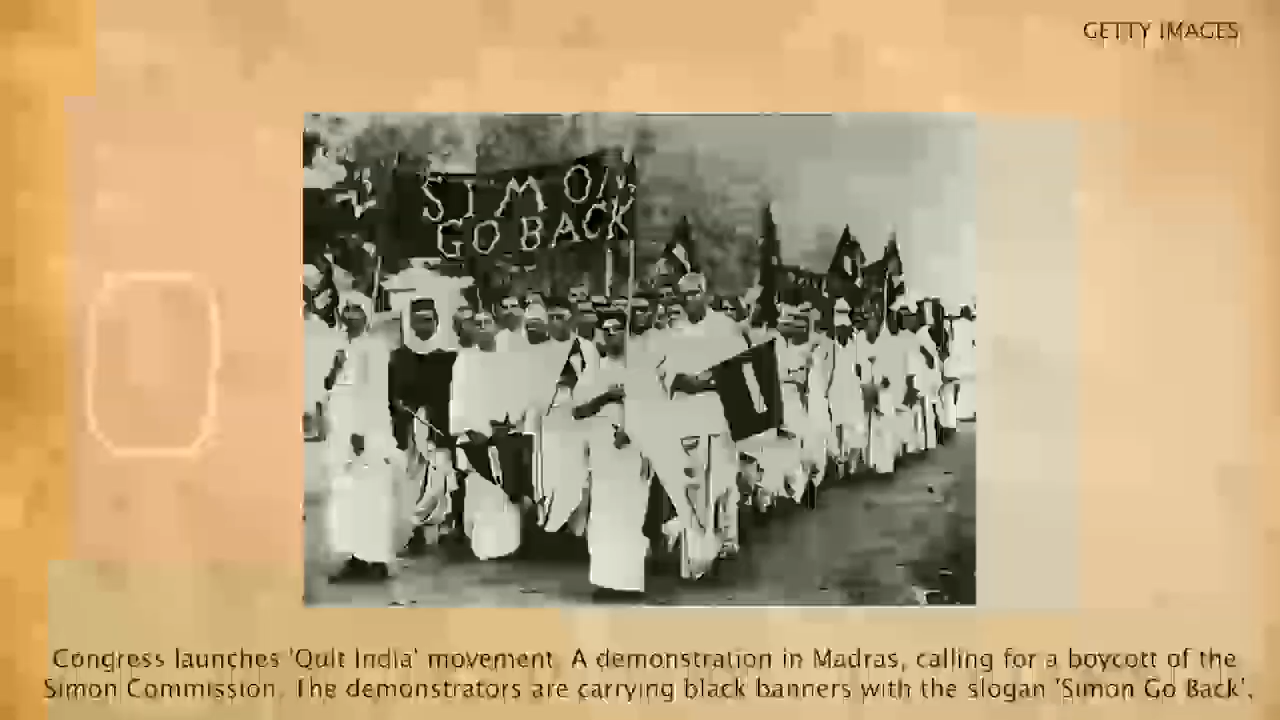 GETTY IMAGES
SIMON
GO BACK
Congress launches 'Quit India' movement. A demonstration in Madras, calling for a boycott of the
Simon Commission. The demonstrators are carrying black banners with the slogan 'Simon Go Back'.